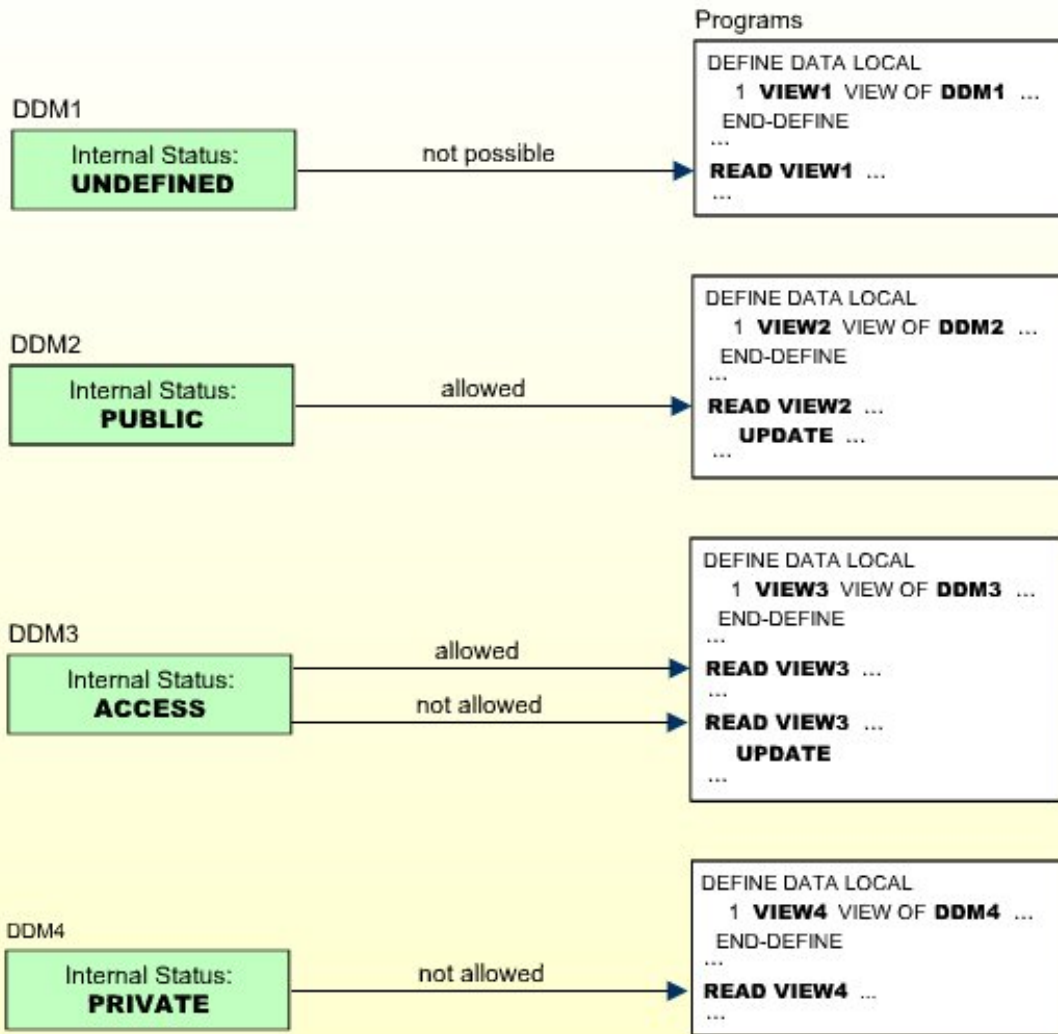 Programs
DEFINE DATA LOCAL
1 VIEW1 VIEW OF DDM1 ...
END-DEFINE
...
READ VIEW1 ...
...
DDM1
Internal Status:
UNDEFINED
not possible
DEFINE DATA LOCAL
1 VIEW2 VIEW OF DDM2 ...
END-DEFINE
...
READ VIEW2 ...
UPDATE ...
...
DDM2
Internal Status:
PUBLIC
allowed
DEFINE DATA LOCAL
1 VIEW3 VIEW OF DDM3 ...
END-DEFINE
...
READ VIEW3 ...
...
READ VIEW3 ...
UPDATE
...
DDM3
Internal Status:
ACCESS
allowed
not allowed
DEFINE DATA LOCAL
1 VIEW4 VIEW OF DDM4 ...
END-DEFINE
...
READ VIEW4 ...
...
DDM4
Internal Status:
PRIVATE
not allowed